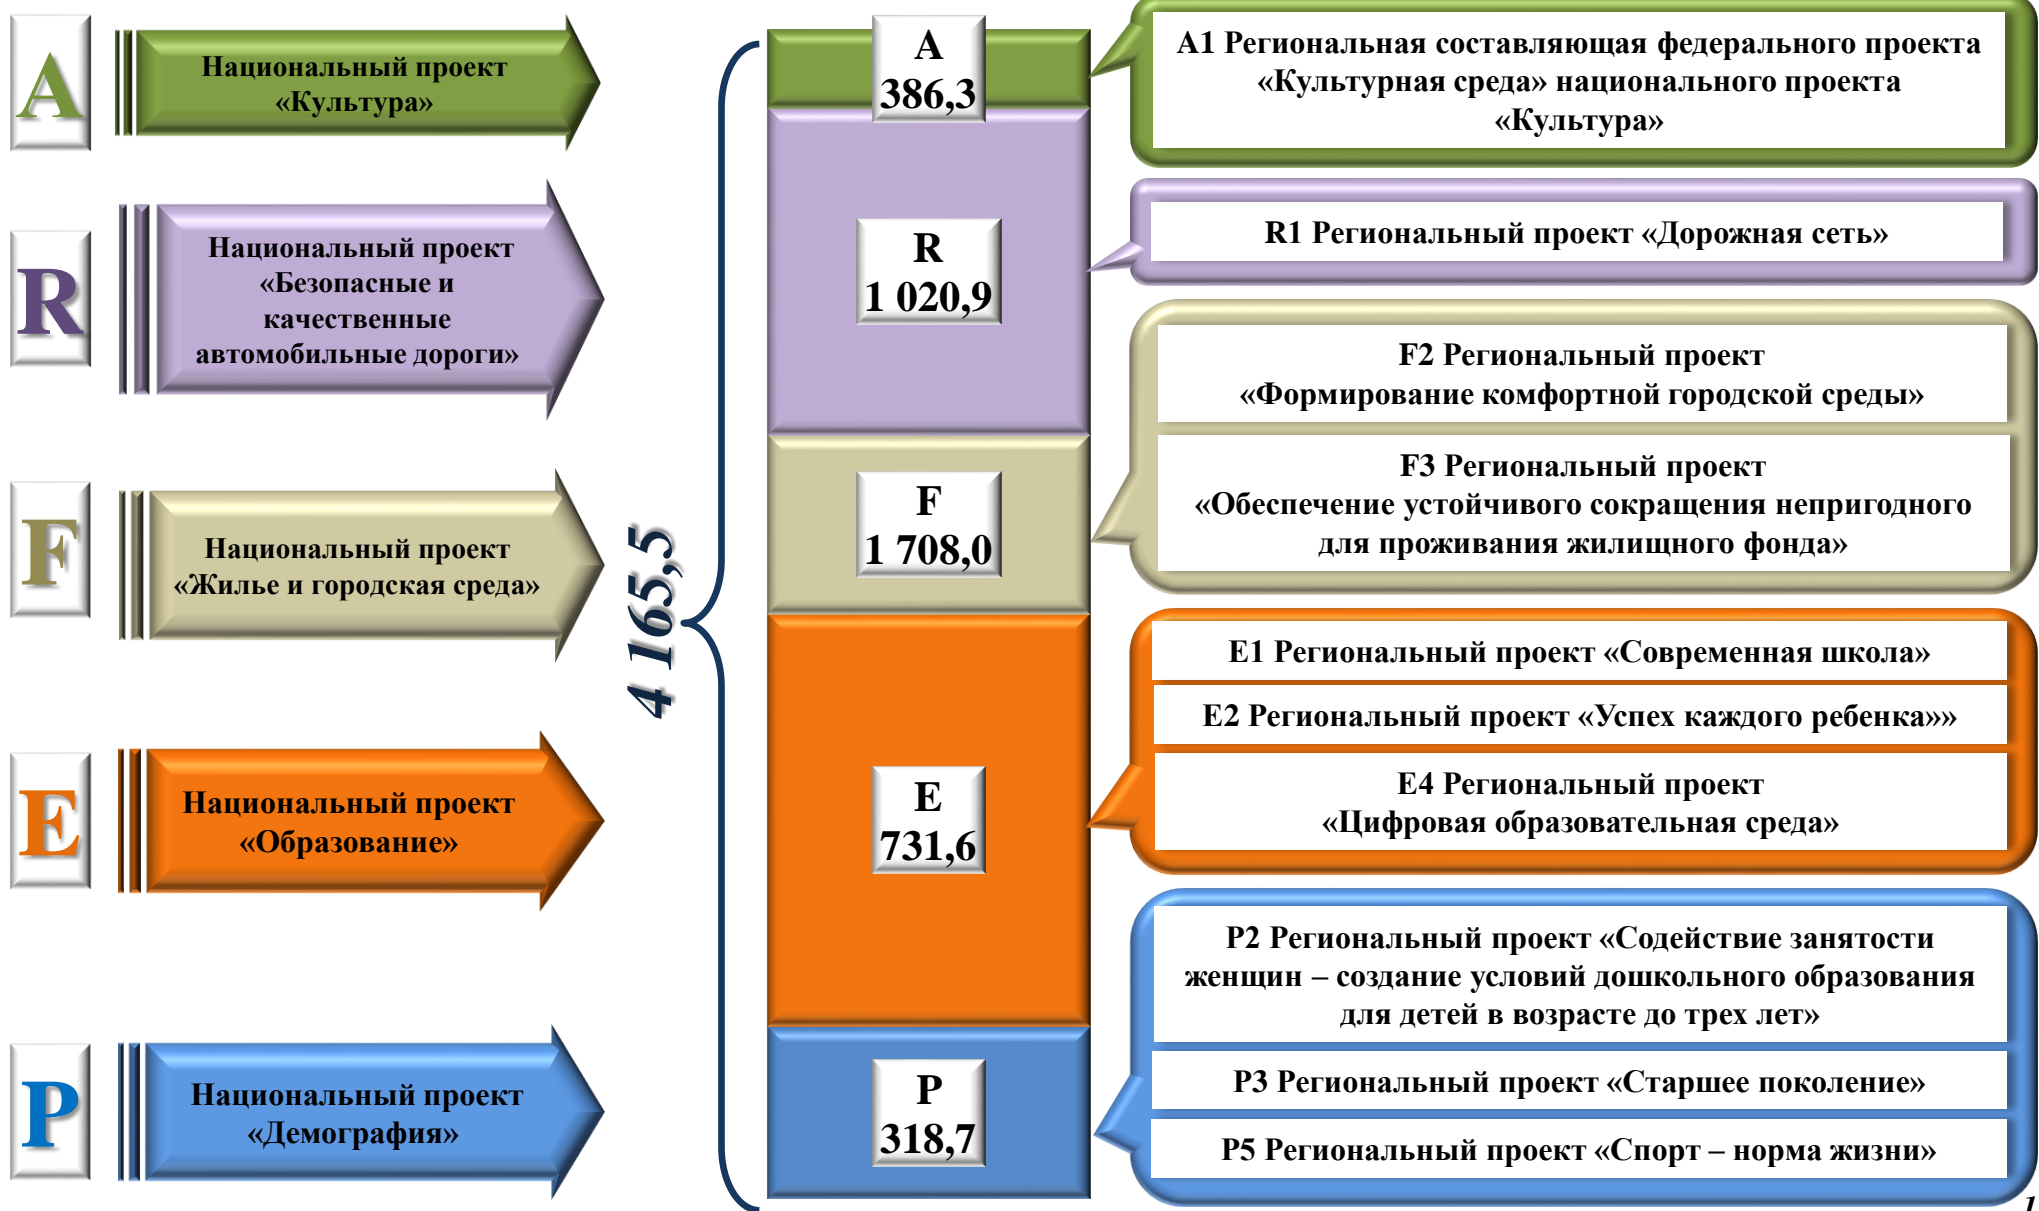 A
Национальный проект
«Культура»
R
Национальный проект
«Безопасные и
качественные
автомобильные дороги»
F
Национальный проект
«Жилье и городская среда»
E
Национальный проект
«Образование»
P
Национальный проект
«Демография»
4 165,5
A
386,3
R
1 020,9
F
1 708,0
E
731,6
P
318,7
A1 Региональная составляющая федерального проекта
«Культурная среда» национального проекта
«Культура»
R1 Региональный проект «Дорожная сеть»
F2 Региональный проект
«Формирование комфортной городской среды»
F3 Региональный проект
«Обеспечение устойчивого сокращения непригодного
для проживания жилищного фонда»
E1 Региональный проект «Современная школа»
E2 Региональный проект «Успех каждого ребенка»»
E4 Региональный проект
«Цифровая образовательная среда»
P2 Региональный проект «Содействие занятости
женщин – создание условий дошкольного образования
для детей в возрасте до трех лет»
P3 Региональный проект «Старшее поколение»
P5 Региональный проект «Спорт – норма жизни»